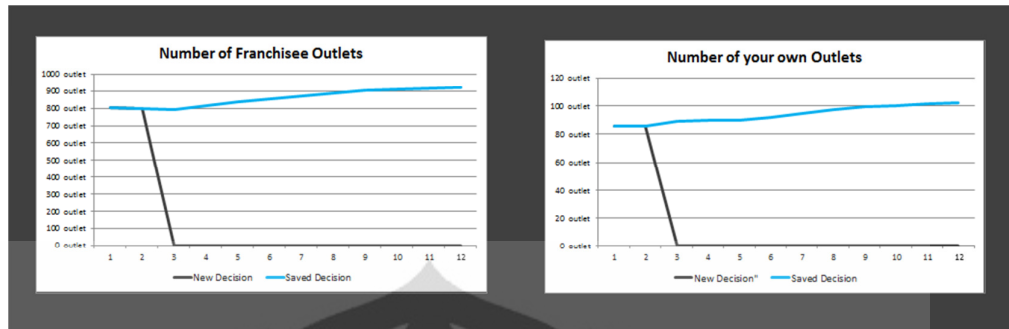 Number of Franchisee Outlets
1000 outlet
900 outlet
800 outlet
700 outlet
600 outlet
500 outlet
400 outlet
300 outlet
200 outlet
100 outlet
0 outlet
1 2 3 4 5 6 7 8 9 10 11 12
New Decision Saved Decision
Number of your own Outlets
120 outlet
100 outlet
80 outlet
60 outlet
40 outlet
20 outlet
0 outlet
1 2 3 4 5 6 7 8 9 10 11 12
New Decision" Saved Decision